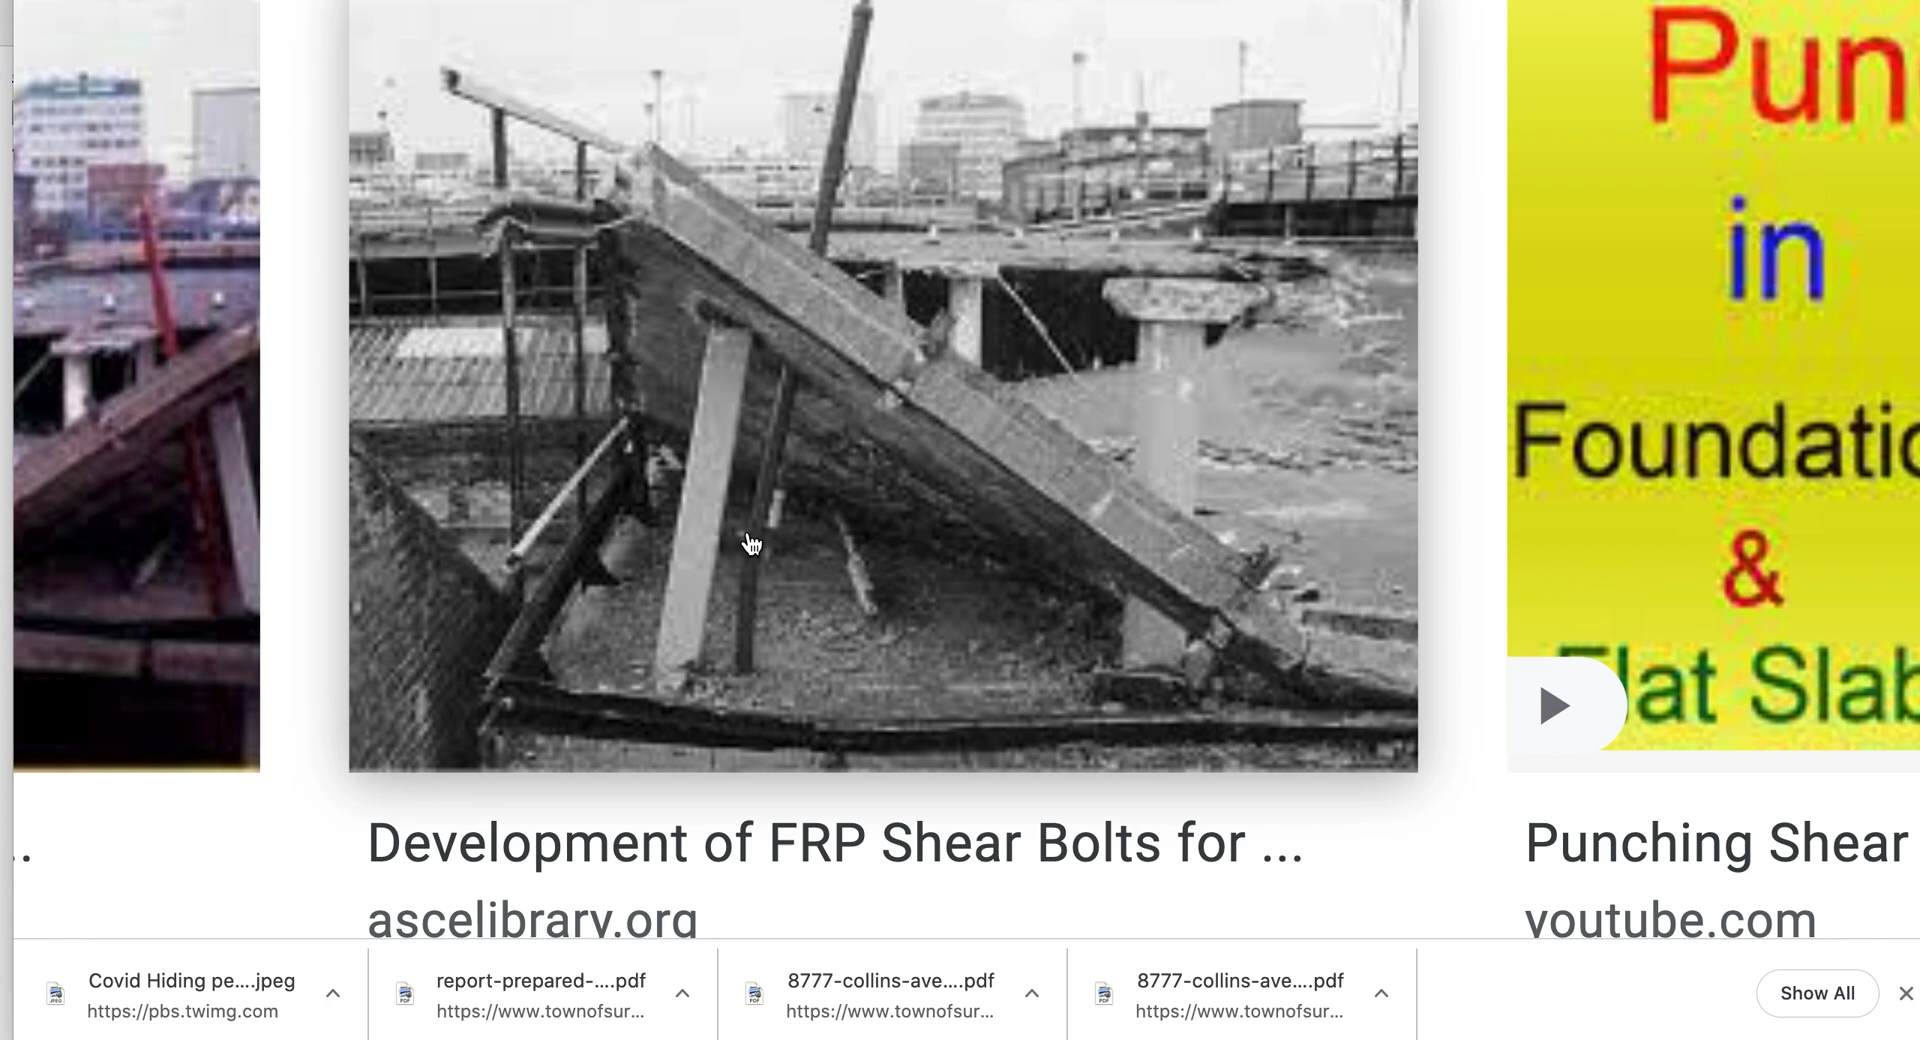 Pun
in
Foundatio
&
Flat Slab
..
Development of FRP Shear Bolts for ...
ascelibrary.org
Punching Shear
youtube.com
Covid Hiding pe....jpeg
https://pbs.twimg.com
report-prepared-....pdf
https://www.townofsur...
8777-collins-ave....pdf
https://www.townofsur...
8777-collins-ave....pdf
https://www.townofsur...
Show All